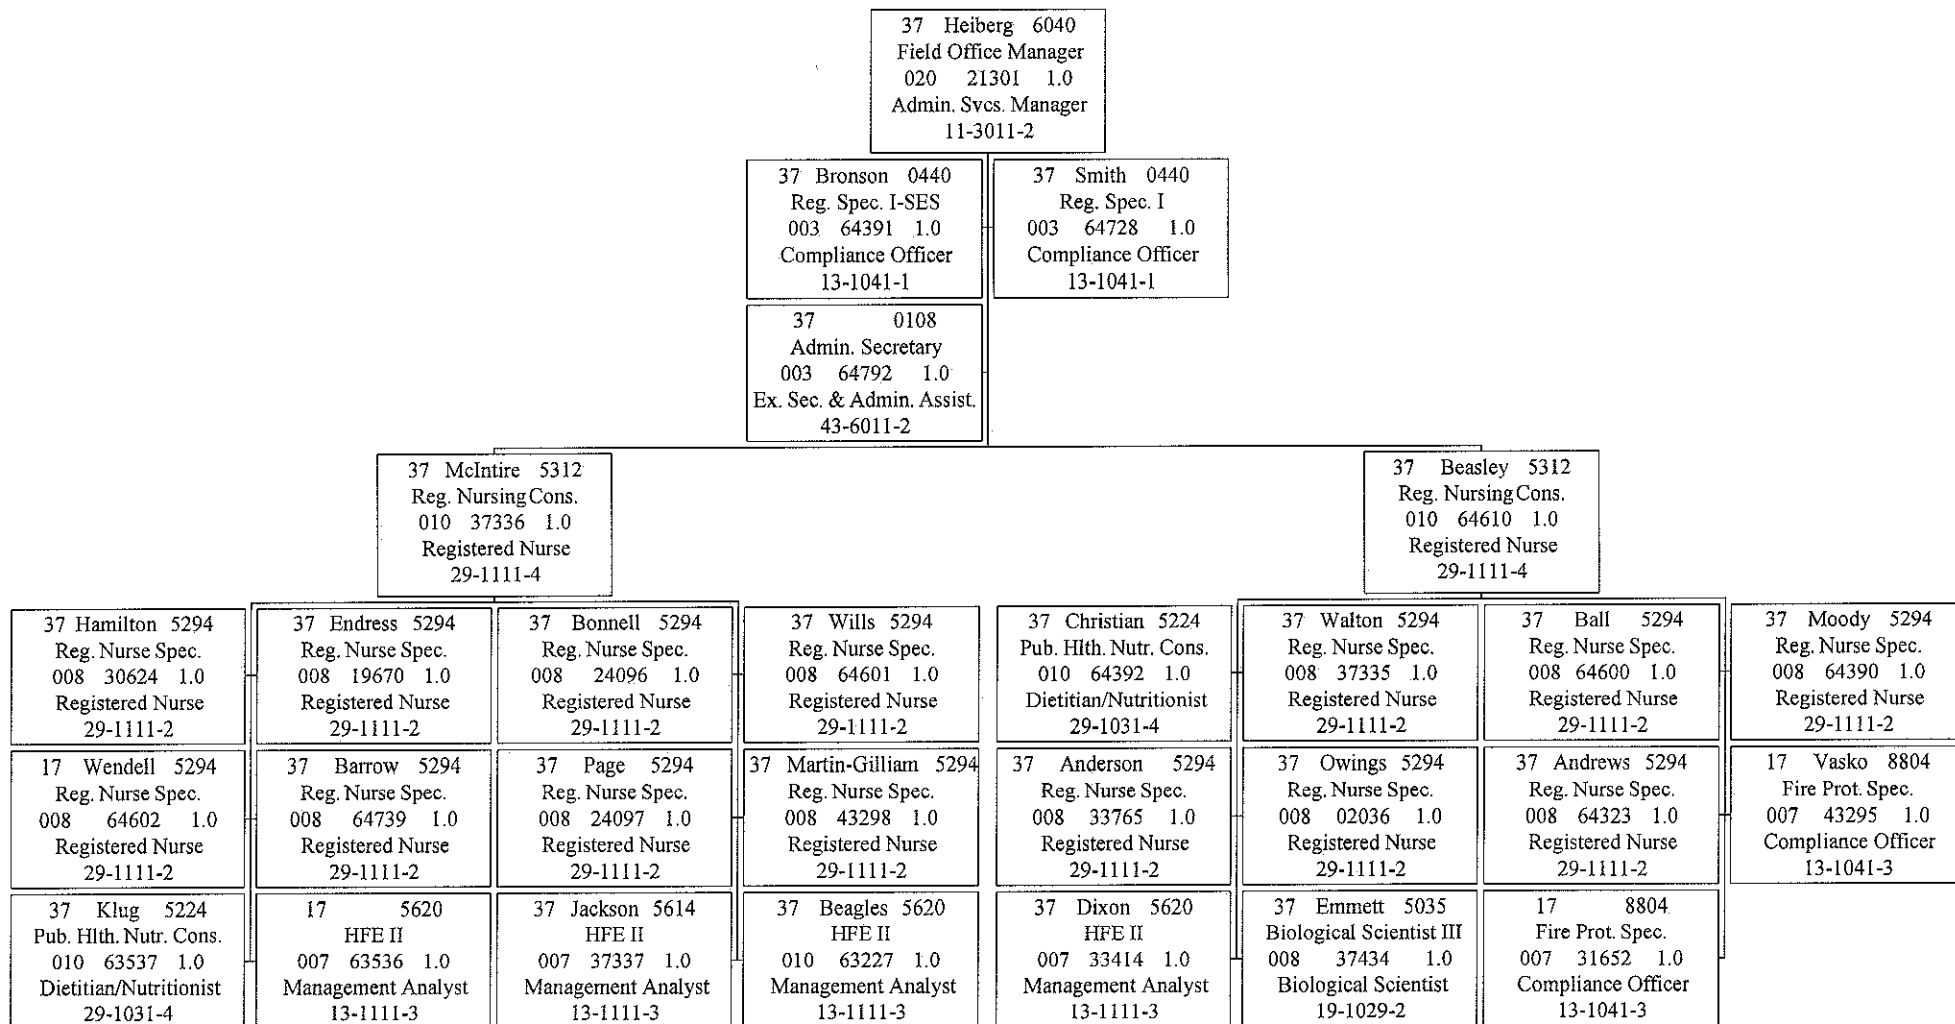 37 Heiberg 6040
Field Office Manager
020 21301 1.0
Admin. Svcs. Manager
11-3011-2
37 Bronson 0440
Reg. Spec. I-SES
003 64391 1.0
Compliance Officer
13-1041-1
37 Smith 0440
Reg. Spec. I
003 64728 1.0
Compliance Officer
13-1041-1
37 0108
Admin. Secretary
003 64792 1.0
Ex. Sec. & Admin. Assist.
43-6011-2
37 McIntire 5312
Reg. Nursing Cons.
010 37336 1.0
Registered Nurse
29-1111-4
37 Beasley 5312
Reg. Nursing Cons.
010 64610 1.0
Registered Nurse
29-1111-4
37 Hamilton 5294
Reg. Nurse Spec.
008 30624 1.0
Registered Nurse
29-1111-2
37 Endress 5294
Reg. Nurse Spec.
008 19670 1.0
Registered Nurse
29-1111-2
37 Bonnell 5294
Reg. Nurse Spec.
008 24096 1.0
Registered Nurse
29-1111-2
37 Wills 5294
Reg. Nurse Spec.
008 64601 1.0
Registered Nurse
29-1111-2
37 Christian 5224
Pub. Hlth. Nutr. Cons.
010 64392 1.0
Dietitian/Nutritionist
29-1031-4
37 Walton 5294
Reg. Nurse Spec.
008 37335 1.0
Registered Nurse
29-1111-2
37 Ball 5294
Reg. Nurse Spec.
008 64600 1.0
Registered Nurse
29-1111-2
37 Moody 5294
Reg. Nurse Spec.
008 64390 1.0
Registered Nurse
29-1111-2
17 Wendell 5294
Reg. Nurse Spec.
008 64602 1.0
Registered Nurse
29-1111-2
37 Barrow 5294
Reg. Nurse Spec.
008 64739 1.0
Registered Nurse
29-1111-2
37 Page 5294
Reg. Nurse Spec.
008 24097 1.0
Registered Nurse
29-1111-2
37 Martin-Gilliam 5294
Reg. Nurse Spec.
008 43298 1.0
Registered Nurse
29-1111-2
37 Anderson 5294
Reg. Nurse Spec.
008 33765 1.0
Registered Nurse
29-1111-2
37 Owings 5294
Reg. Nurse Spec.
008 02036 1.0
Registered Nurse
29-1111-2
37 Andrews 5294
Reg. Nurse Spec.
008 64323 1.0
Registered Nurse
29-1111-2
17 Vasko 8804
Fire Prot. Spec.
007 43295 1.0
Compliance Officer
13-1041-3
37 Klug 5224
Pub. Hlth. Nutr. Cons.
010 63537 1.0
Dietitian/Nutritionist
29-1031-4
17 5620
HFE II
007 63536 1.0
Management Analyst
13-1111-3
37 Jackson 5614
HFE II
007 37337 1.0
Management Analyst
13-1111-3
37 Beagles 5620
HFE II
010 63227 1.0
Management Analyst
13-1111-3
37 Dixon 5620
HFE II
007 33414 1.0
Management Analyst
13-1111-3
37 Emmett 5035
Biological Scientist III
008 37434 1.0
Biological Scientist
19-1029-2
17 8804
Fire Prot. Spec.
007 31652 1.0
Compliance Officer
13-1041-3